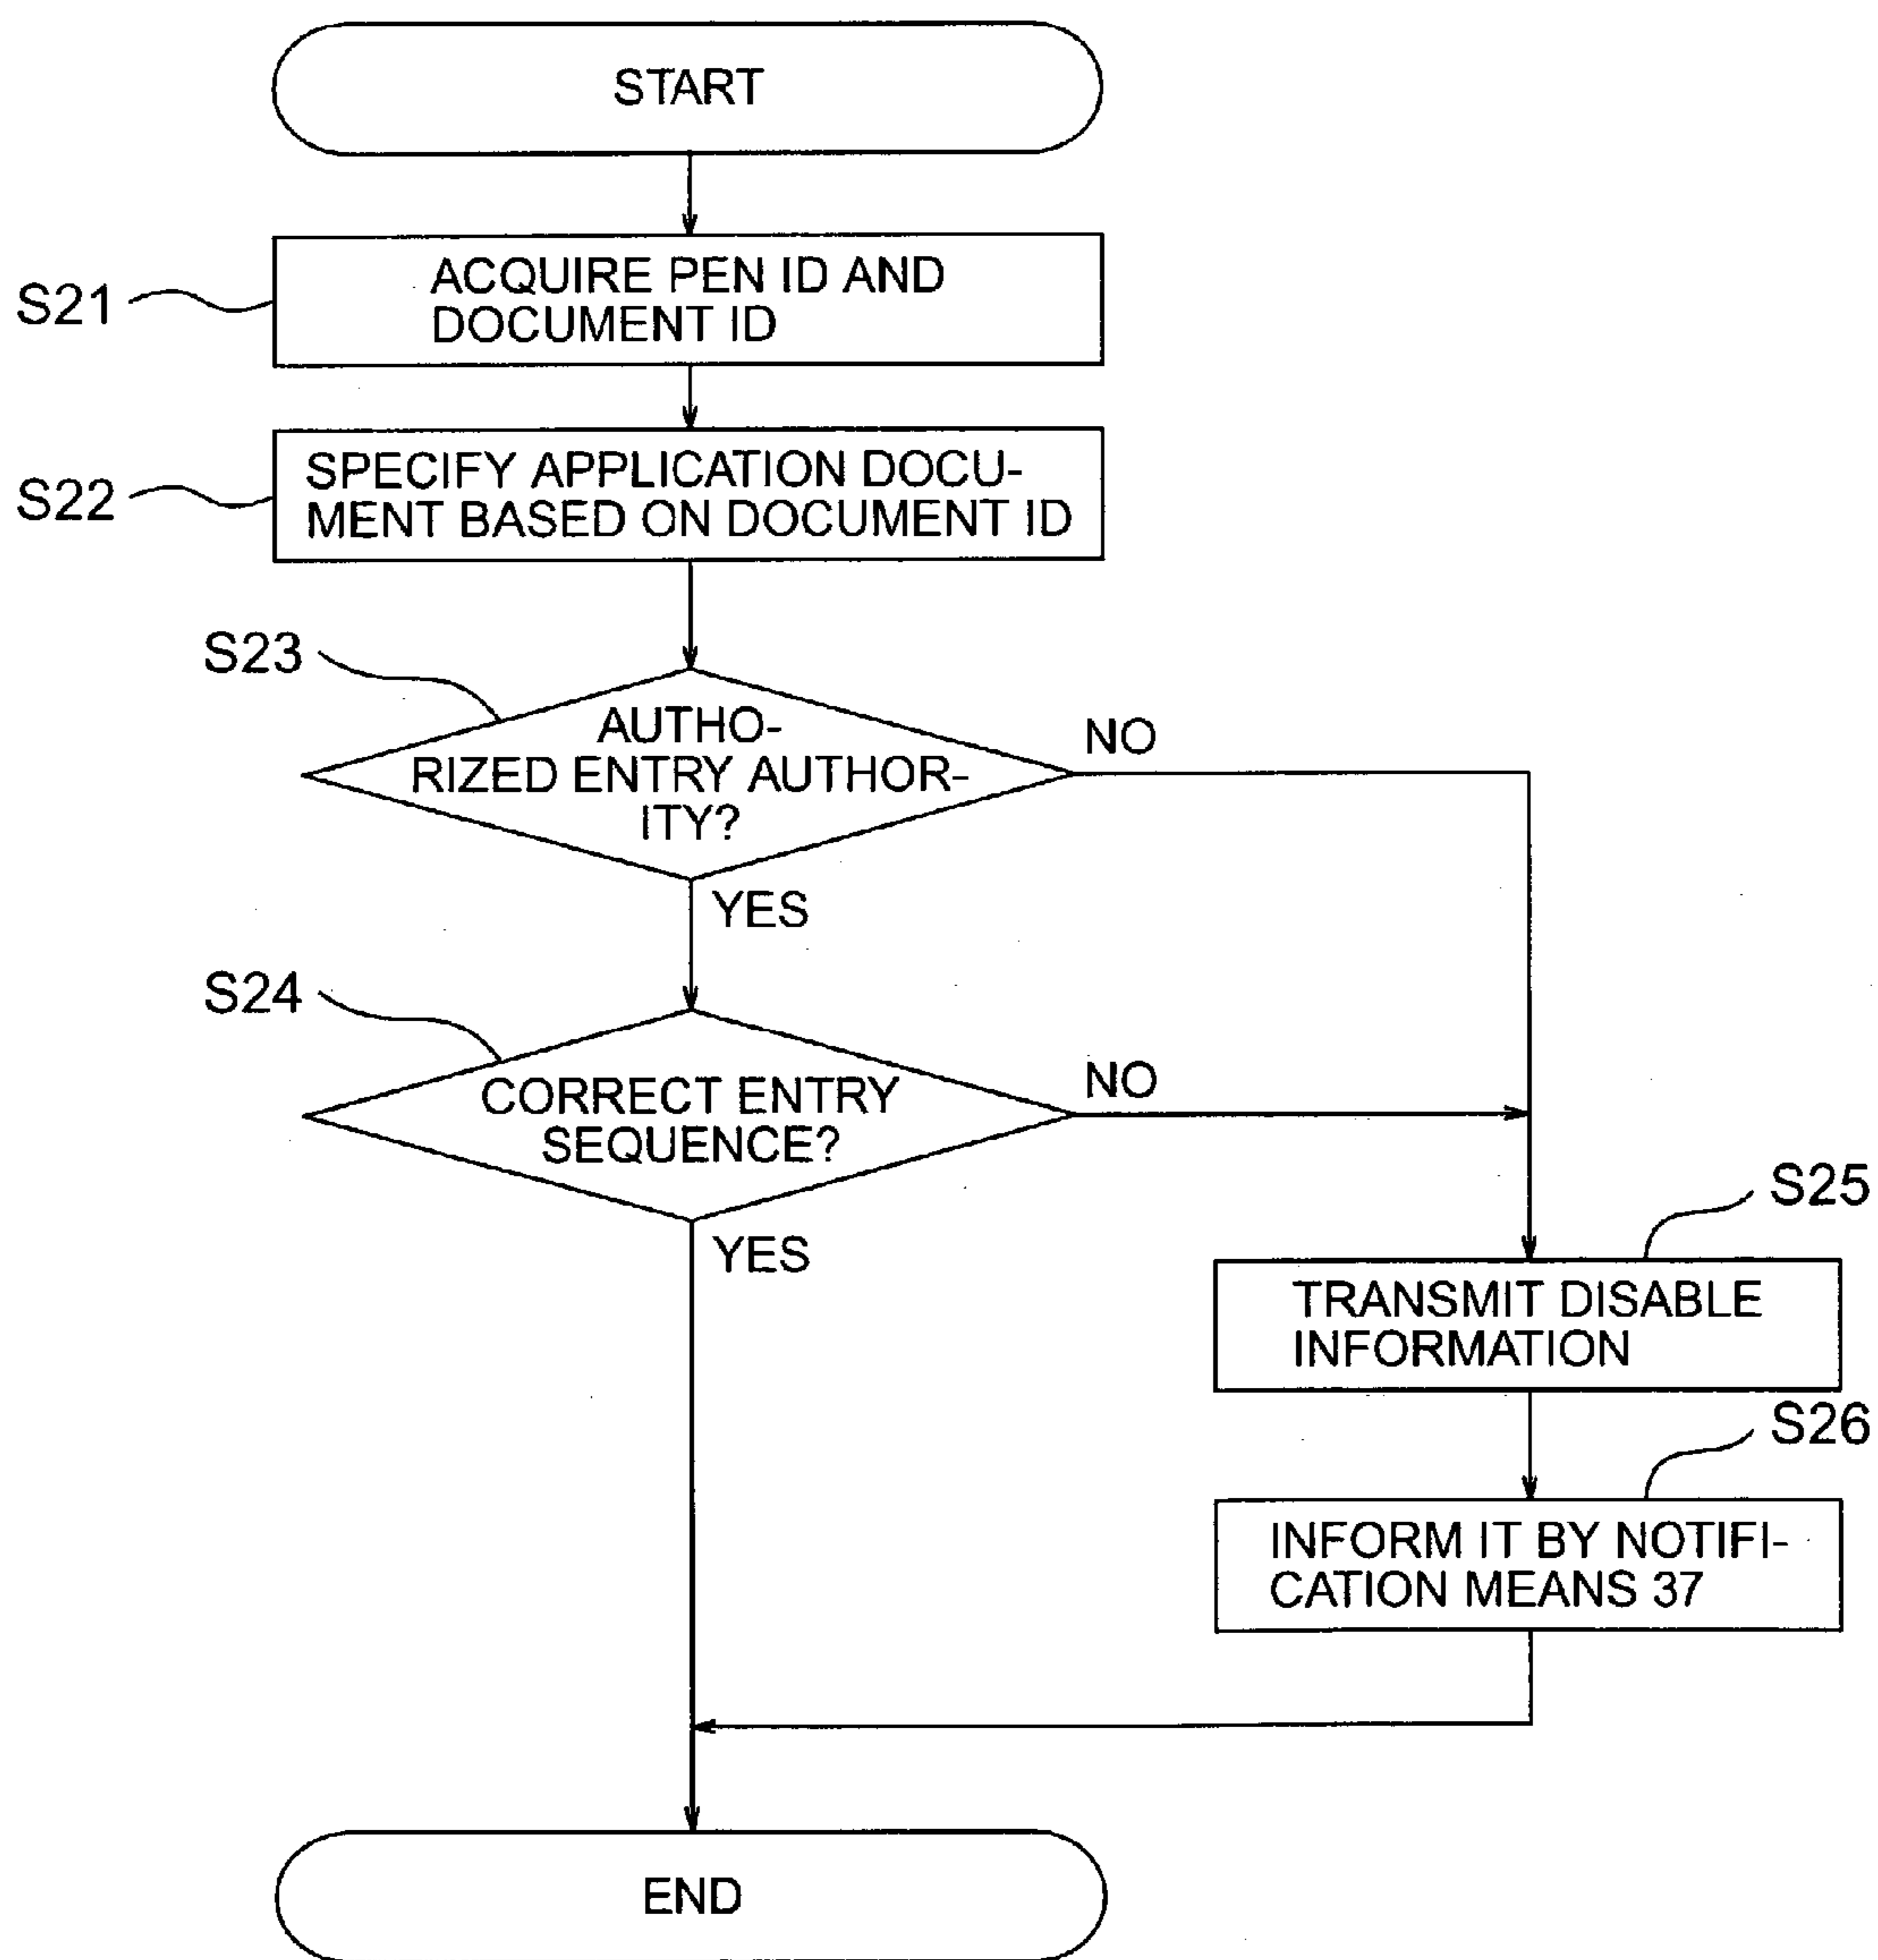 START
S21
ACQUIRE PEN ID AND
DOCUMENT ID
S22
SPECIFY APPLICATION DOCU-
MENT BASED ON DOCUMENT ID
S23
AUTHO-
RIZED ENTRY AUTHOR-
ITY?
NO
YES
S24
CORRECT ENTRY
SEQUENCE?
NO
YES
S25
TRANSMIT DISABLE
INFORMATION
S26
INFORM IT BY NOTIFI-
CATION MEANS 37
END